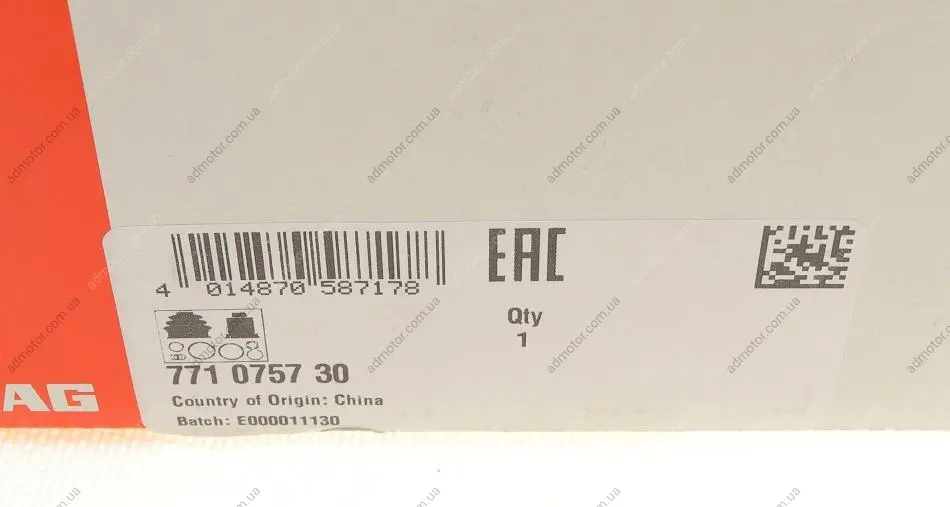 AG
4 014870 587178
EAC
Qty
1
771 0757 30
Country of Origin: China
Batch: E000011130
admotor.com.ua